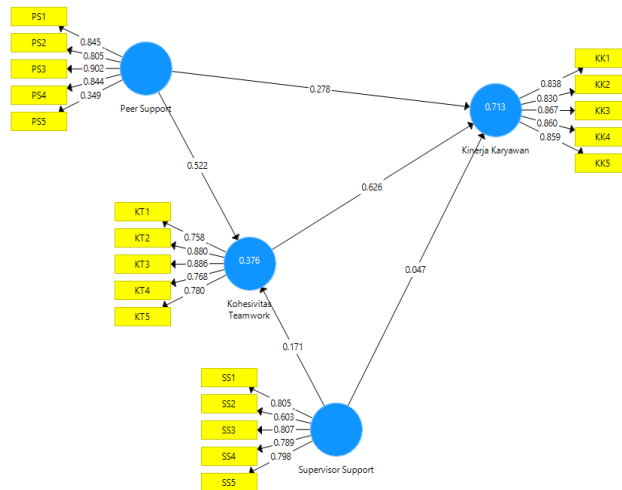 PS1
PS2
PS3
PS4
PS5
0.845
0.805
0.902
0.844
0.349
Peer Support
0.278
0.522
KK1
KK2
KK3
KK4
KK5
0.838
0.830
0.867
0.860
0.859
0.713
Kinerja Karyawan
0.626
0.047
KT1
KT2
KT3
KT4
KT5
0.758
0.880
0.886
0.768
0.780
0.376
Kohesivitas
Teamwork
0.171
SS1
SS2
SS3
SS4
SS5
0.805
0.603
0.807
0.789
0.798
Supervisor Support